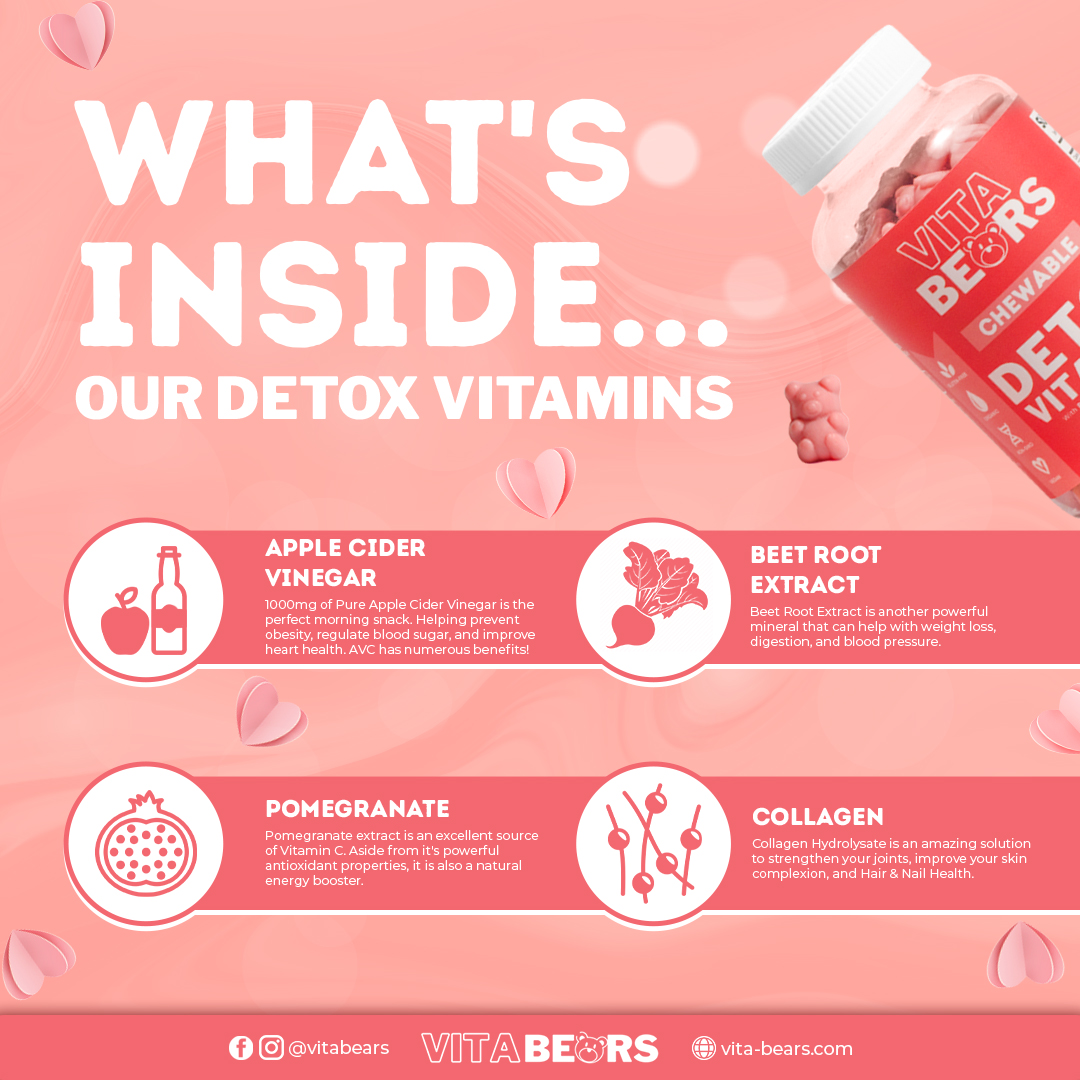 WHAT'S
INSIDE...
OUR DETOX VITAMINS
VITA
BEARS
CHEWABLE
APPLE CIDER
VINEGAR
1000mg of Pure Apple Cider Vinegar is the
perfect morning snack. Helping prevent
obesity, regulate blood sugar, and improve
heart health. AVC has numerous benefits!
BEET ROOT
EXTRACT
Beet Root Extract is another powerful
mineral that can help with weight loss,
digestion, and blood pressure.
POMEGRANATE
Pomegranate extract is an excellent source
of Vitamin C. Aside from it's powerful
antioxidant properties, it is also a natural
energy booster.
COLLAGEN
Collagen Hydrolysate is an amazing solution
to strengthen your joints, improve your skin
complexion, and Hair & Nail Health.
@vitabears
VITABEARS
vita-bears.com